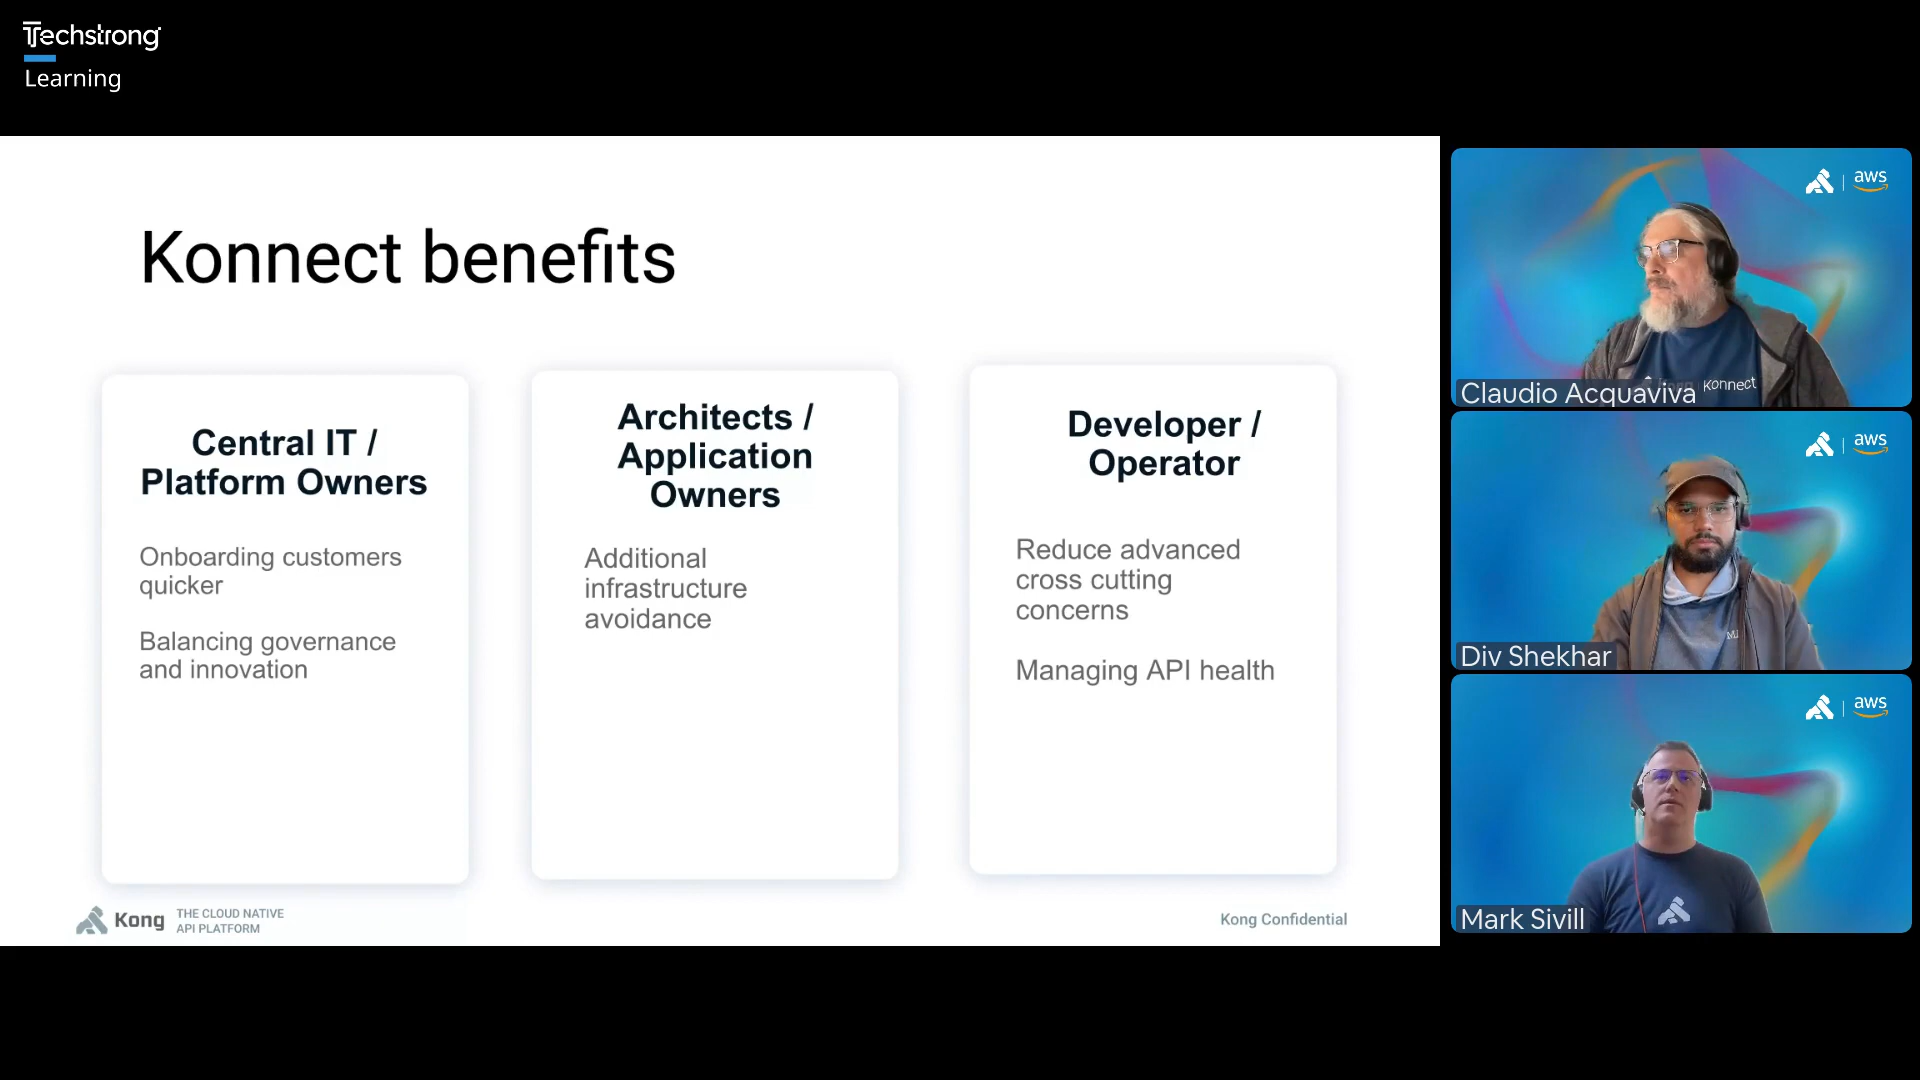 Techstrong
Learning
Konnect benefits
Central IT /
Platform Owners
Onboarding customers
quicker
Balancing governance
and innovation
Architects /
Application
Owners
Additional
infrastructure
avoidance
Developer /
Operator
Reduce advanced
cross cutting
concerns
Managing API health
Kong
THE CLOUD NATIVE
API PLATFORM
Kong Confidential
aws
Kong Konnect
Claudio Acquaviva
aws
Div Shekhar
aws
Mark Sivill